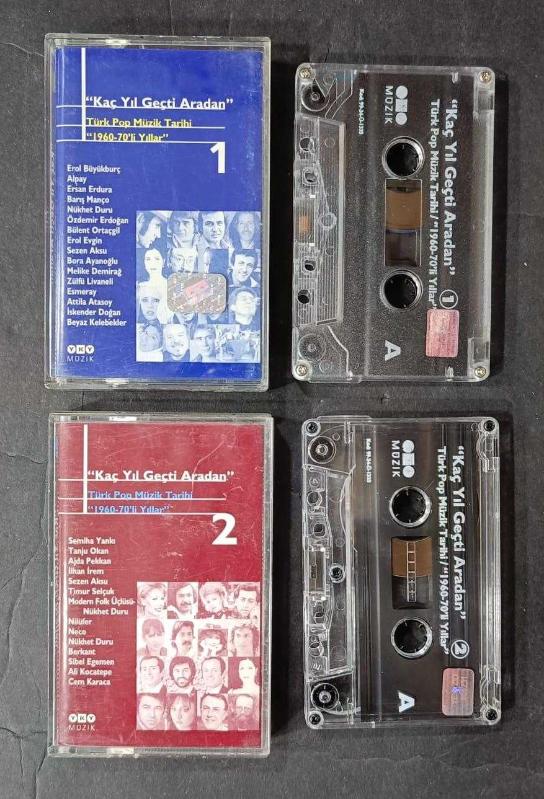 "Kaç Yıl Geçti Aradan"
Türk Pop Müzik Tarihi
"1960-70'li Yıllar"
1
Erol Büyükburç
Alpay
Ersan Erdura
Barış Manço
Nükhet Duru
Özdemir Erdoğan
Bülent Ortaçgil
Erol Evgin
Sezen Aksu
Bora Ayanoğlu
Melike Demirağ
Zülfü Livaneli
Esmeray
Attila Atasoy
İskender Doğan
Beyaz Kelebekler
YKY
MÜZİK
MÜZİK
"Kaç Yıl Geçti Aradan"
Türk Pop Müzik Tarihi / "1960-70'li Yıllar"
1
A
"Kaç Yıl Geçti Aradan"
Türk Pop Müzik Tarihi
"1960-70'li Yıllar"
2
Semiha Yankı
Tanju Okan
Ajda Pekkan
İlhan İrem
Sezen Aksu
Timur Selçuk
Modern Folk Üçlüsü-
Nükhet Duru
Nilüfer
Neco
Nükhet Duru
Berkant
Sibel Egemen
Ali Kocatepe
Cem Karaca
YKY
MÜZİK
MÜZİK
"Kaç Yıl Geçti Aradan"
Türk Pop Müzik Tarihi / "1960-70'li Yıllar"
2
A